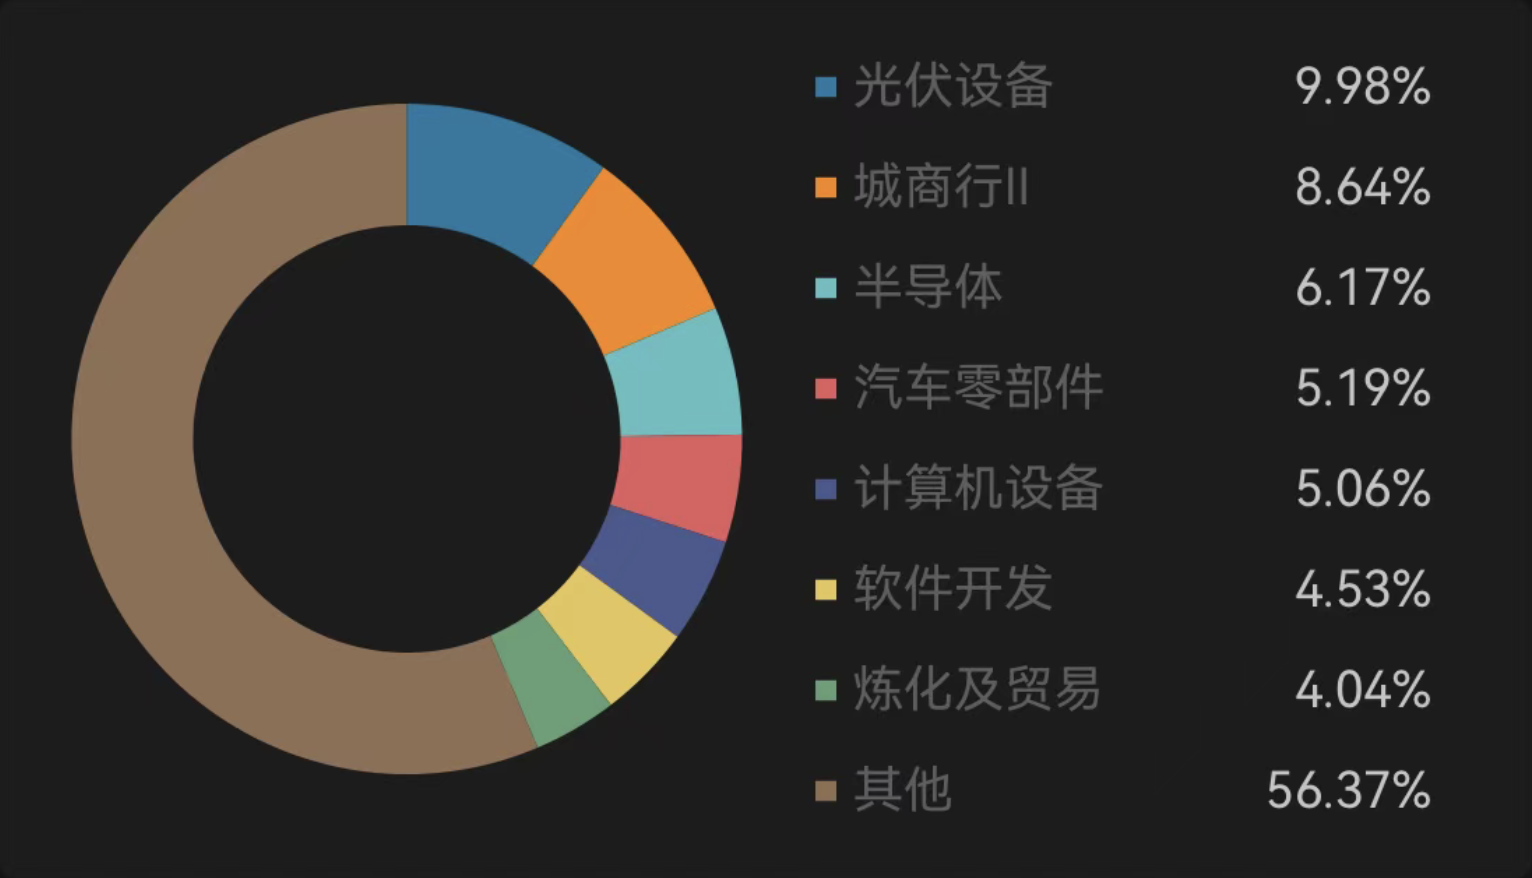 光伏设备 9.98%
城商行II 8.64%
半导体 6.17%
汽车零部件 5.19%
计算机设备 5.06%
软件开发 4.53%
炼化及贸易 4.04%
其他 56.37%